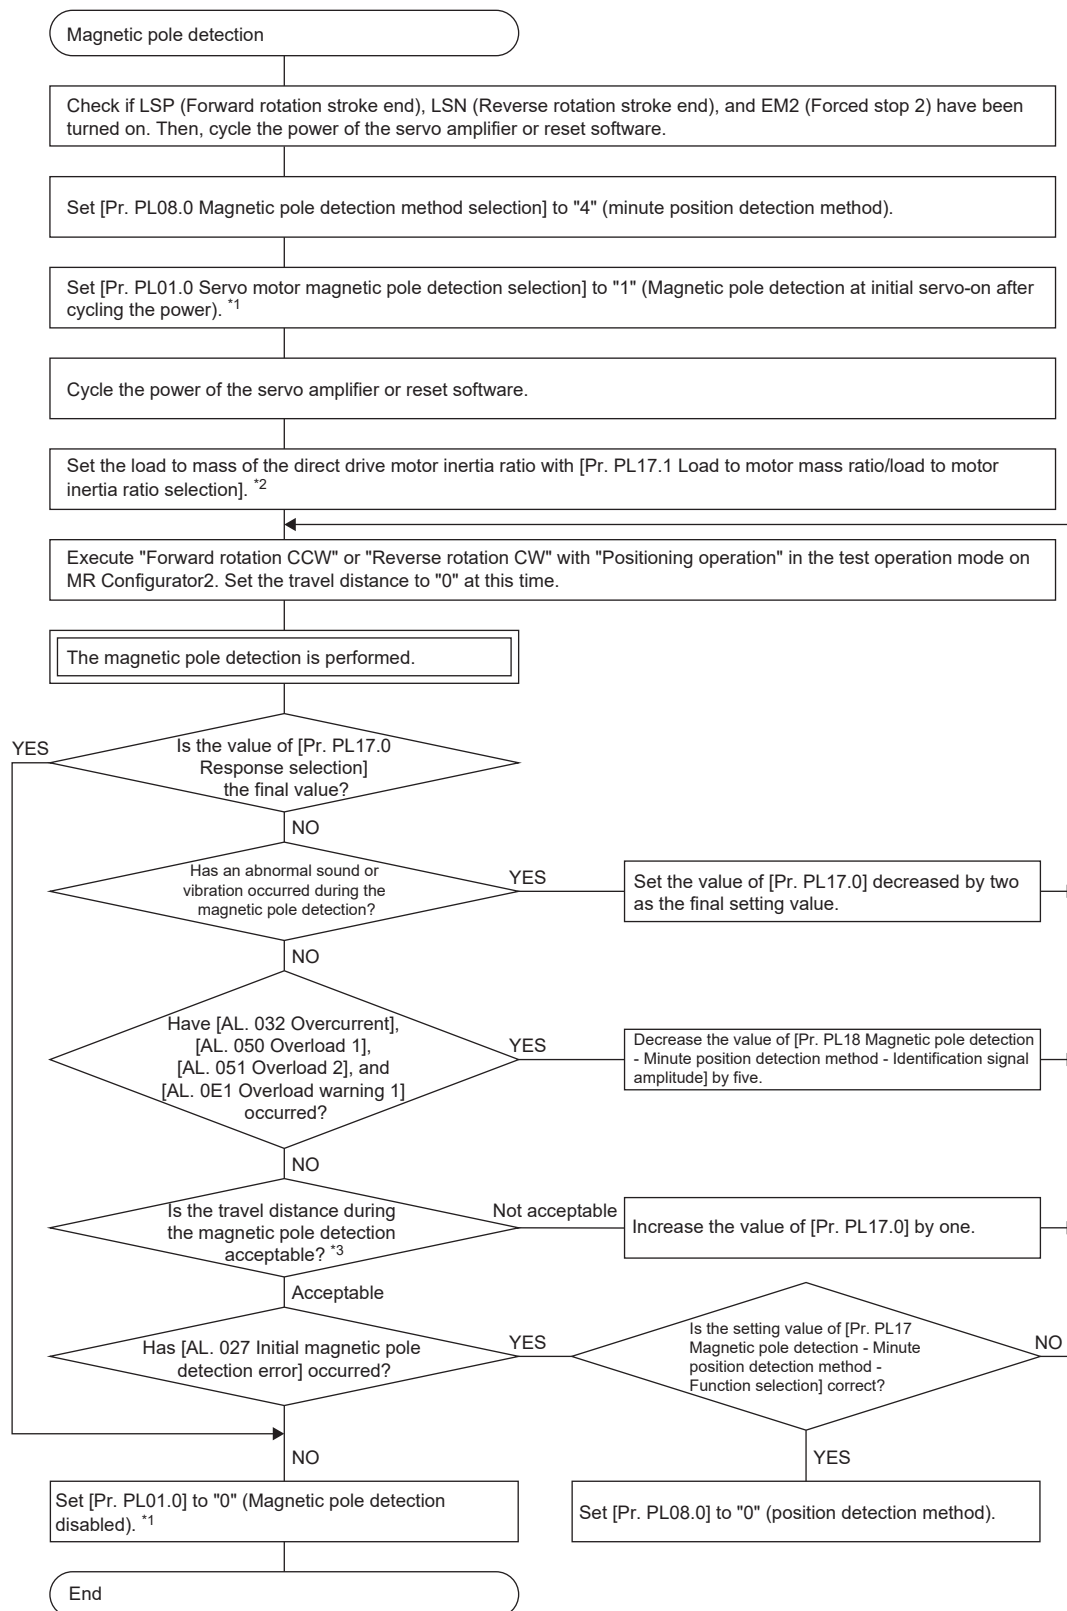 Magnetic pole detection
Check if LSP (Forward rotation stroke end), LSN (Reverse rotation stroke end), and EM2 (Forced stop 2) have been
turned on. Then, cycle the power of the servo amplifier or reset software.
Set [Pr. PL08.0 Magnetic pole detection method selection] to "4" (minute position detection method).
Set [Pr. PL01.0 Servo motor magnetic pole detection selection] to "1" (Magnetic pole detection at initial servo-on after
cycling the power). *1
Cycle the power of the servo amplifier or reset software.
Set the load to mass of the direct drive motor inertia ratio with [Pr. PL17.1 Load to motor mass ratio/load to motor
inertia ratio selection]. *2
Execute "Forward rotation CCW" or "Reverse rotation CW" with "Positioning operation" in the test operation mode on
MR Configurator2. Set the travel distance to "0" at this time.
The magnetic pole detection is performed.
YES
Is the value of [Pr. PL17.0
Response selection]
the final value?
NO
Has an abnormal sound or
vibration occurred during the
magnetic pole detection?
YES
Set the value of [Pr. PL17.0] decreased by two
as the final setting value.
NO
Have [AL. 032 Overcurrent],
[AL. 050 Overload 1],
[AL. 051 Overload 2], and
[AL. 0E1 Overload warning 1]
occurred?
YES
Decrease the value of [Pr. PL18 Magnetic pole detection
- Minute position detection method - Identification signal
amplitude] by five.
NO
Is the travel distance during
the magnetic pole detection
acceptable? *3
Not acceptable
Increase the value of [Pr. PL17.0] by one.
Acceptable
Has [AL. 027 Initial magnetic pole
detection error] occurred?
YES
Is the setting value of [Pr. PL17
Magnetic pole detection - Minute
position detection method -
Function selection] correct?
NO
NO
YES
Set [Pr. PL01.0] to "0" (Magnetic pole detection
disabled). *1
Set [Pr. PL08.0] to "0" (position detection method).
End